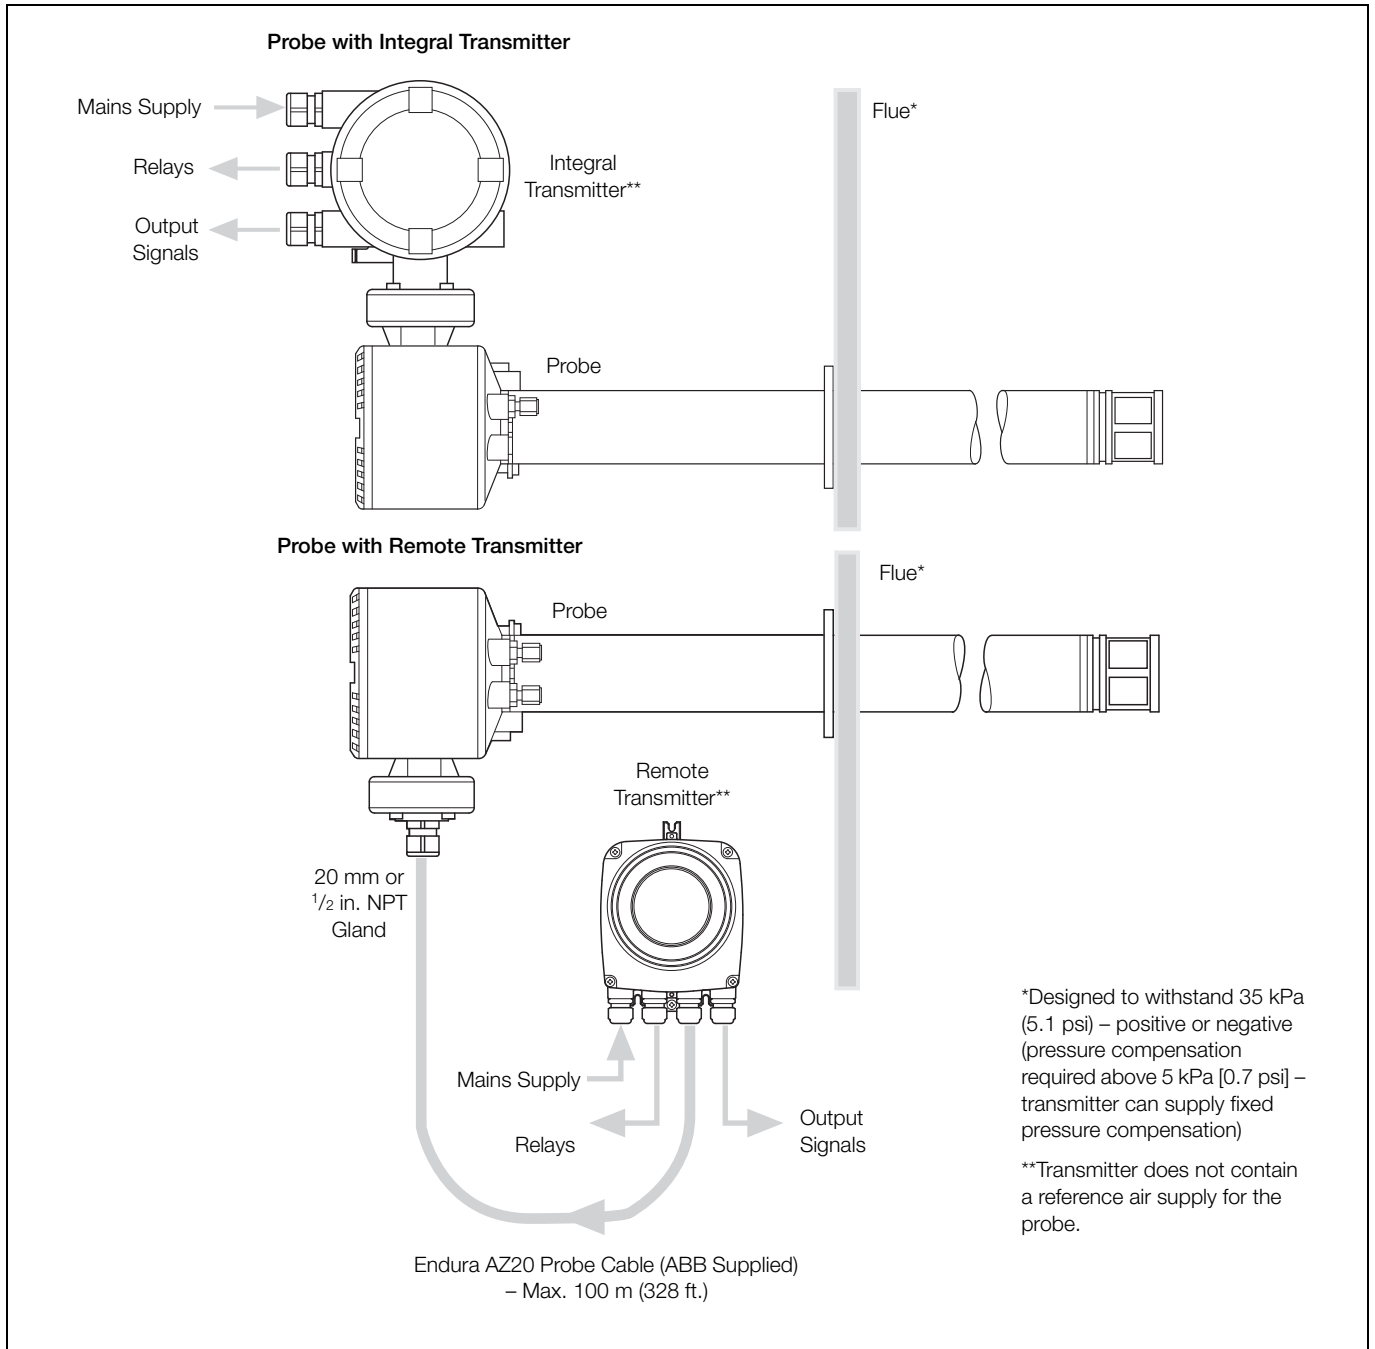 Probe with Integral Transmitter
Mains Supply
Relays
Output
Signals
Integral
Transmitter**
Flue*
Probe
Probe with Remote Transmitter
Flue*
Probe
Remote
Transmitter**
20 mm or
1/2 in. NPT
Gland
Mains Supply
Relays
Output
Signals
Endura AZ20 Probe Cable (ABB Supplied)
– Max. 100 m (328 ft.)
*Designed to withstand 35 kPa
(5.1 psi) – positive or negative
(pressure compensation
required above 5 kPa [0.7 psi] –
transmitter can supply fixed
pressure compensation)
**Transmitter does not contain
a reference air supply for the
probe.